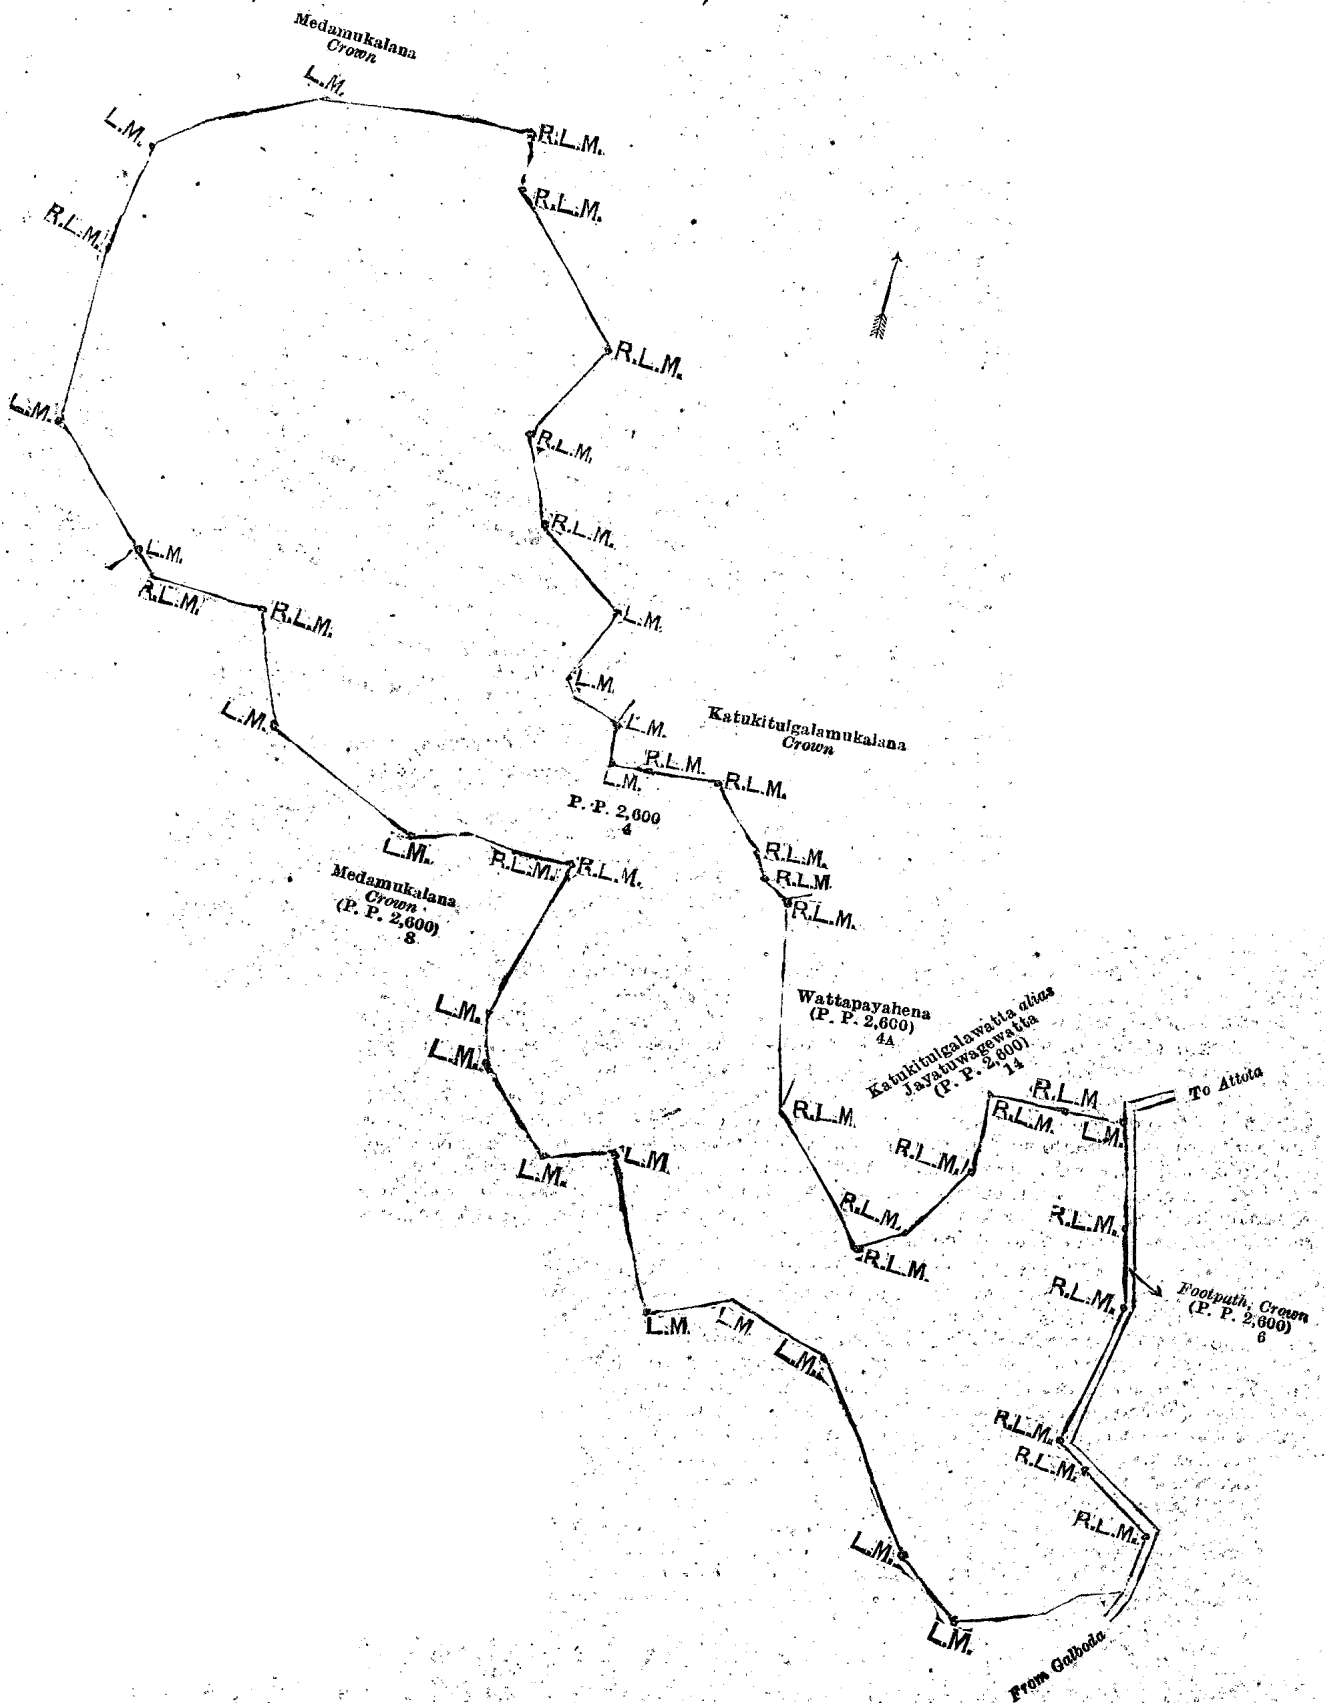 Medamukalana
Crown
L.M.
L.M.
R.L.M.
R.L.M.
R.L.M.
R.L.M.
L.M.
R.L.M.
R.L.M.
L.M.
R.L.M.
R.L.M.
L.M.
L.M.
L.M.
L.M.
Katukitulgalamukalana
Crown
R.L.M.
L.M.
R.L.M.
P. P. 2,600
4
L.M.
R.L.M.
R.L.M.
R.L.M.
R.L.M.
R.L.M.
Medamukalana
Crown
(P. P. 2,600)
8
L.M.
L.M.
Wattapayahena
(P. P. 2,600)
4A
Katukitulgalawatta alias
Jayatuwagewatta
(P. P. 2,600)
14
R.L.M.
R.L.M.
R.L.M.
L.M.
To Attota
L.M.
L.M.
R.L.M.
R.L.M.
R.L.M.
R.L.M.
R.L.M.
Footpath, Crown
(P. P. 2,600)
6
L.M.
L.M.
L.M.
R.L.M.
R.L.M.
R.L.M.
L.M.
L.M.
From Galboda